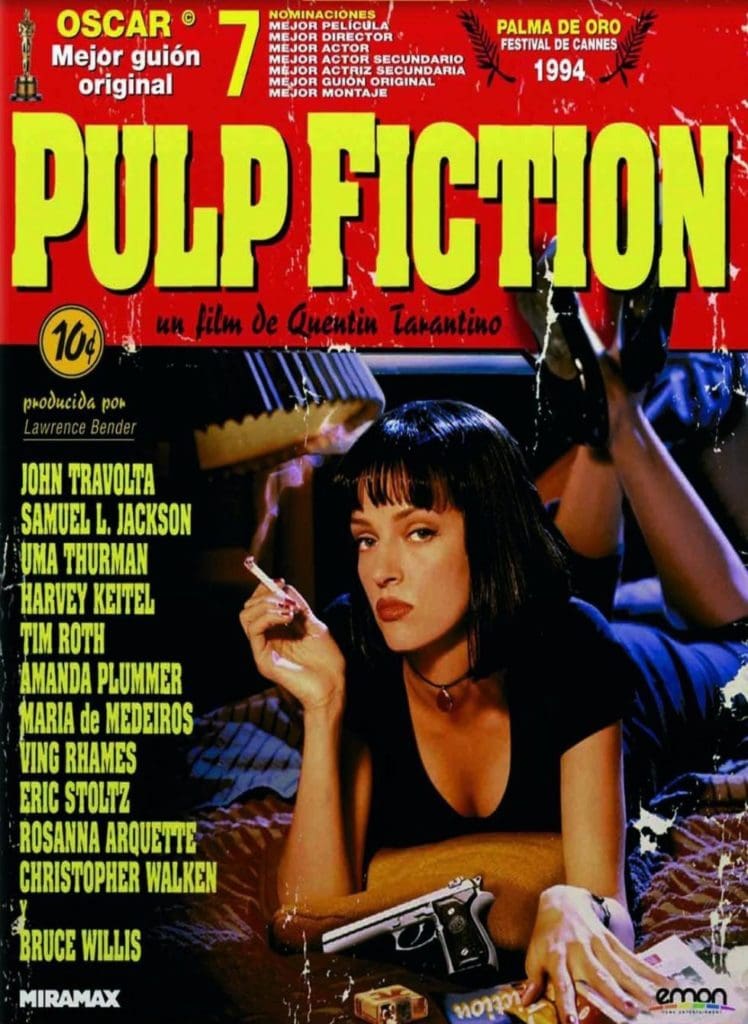 OSCAR ©
Mejor guión
original
7
NOMINACIONES
MEJOR PELÍCULA
MEJOR DIRECTOR
MEJOR ACTOR
MEJOR ACTOR SECUNDARIO
MEJOR ACTRIZ SECUNDARIA
MEJOR GUIÓN ORIGINAL
MEJOR MONTAJE
PALMA DE ORO
FESTIVAL DE CANNES
1994
PULP FICTION
un film de Quentin Tarantino
10¢
producida por
Lawrence Bender
JOHN TRAVOLTA
SAMUEL L. JACKSON
UMA THURMAN
HARVEY KEITEL
TIM ROTH
AMANDA PLUMMER
MARIA de MEDEIROS
VING RHAMES
ERIC STOLTZ
ROSANNA ARQUETTE
CHRISTOPHER WALKEN
Y
BRUCE WILLIS
MIRAMAX
emon
HOME ENTERTAINMENT